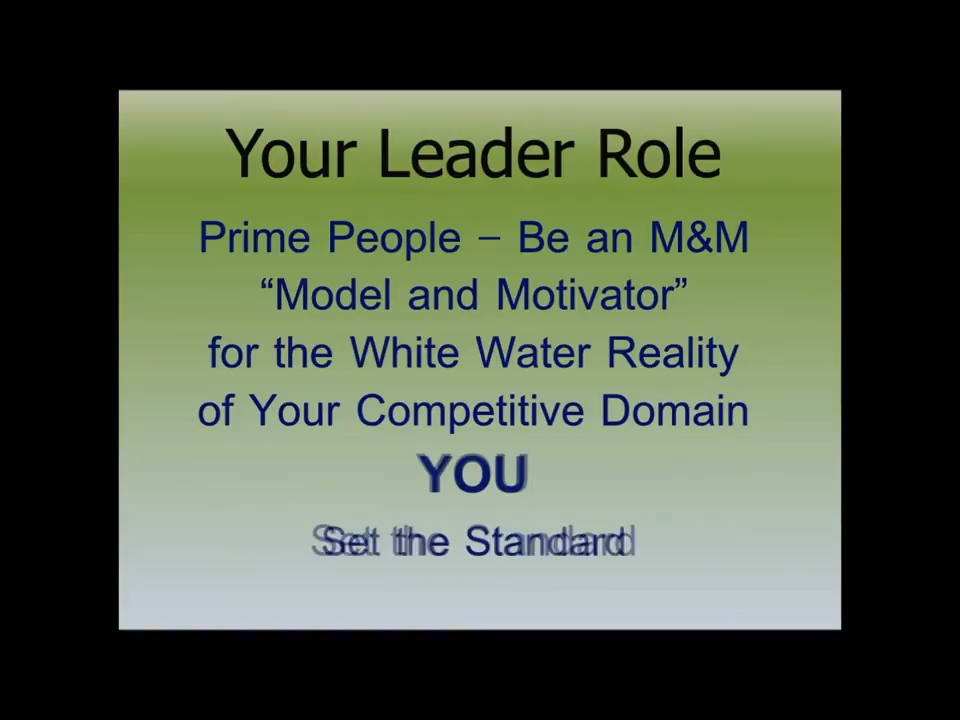 Your Leader Role
Prime People – Be an M&M
“Model and Motivator”
for the White Water Reality
of Your Competitive Domain
YOU
Set the Standard